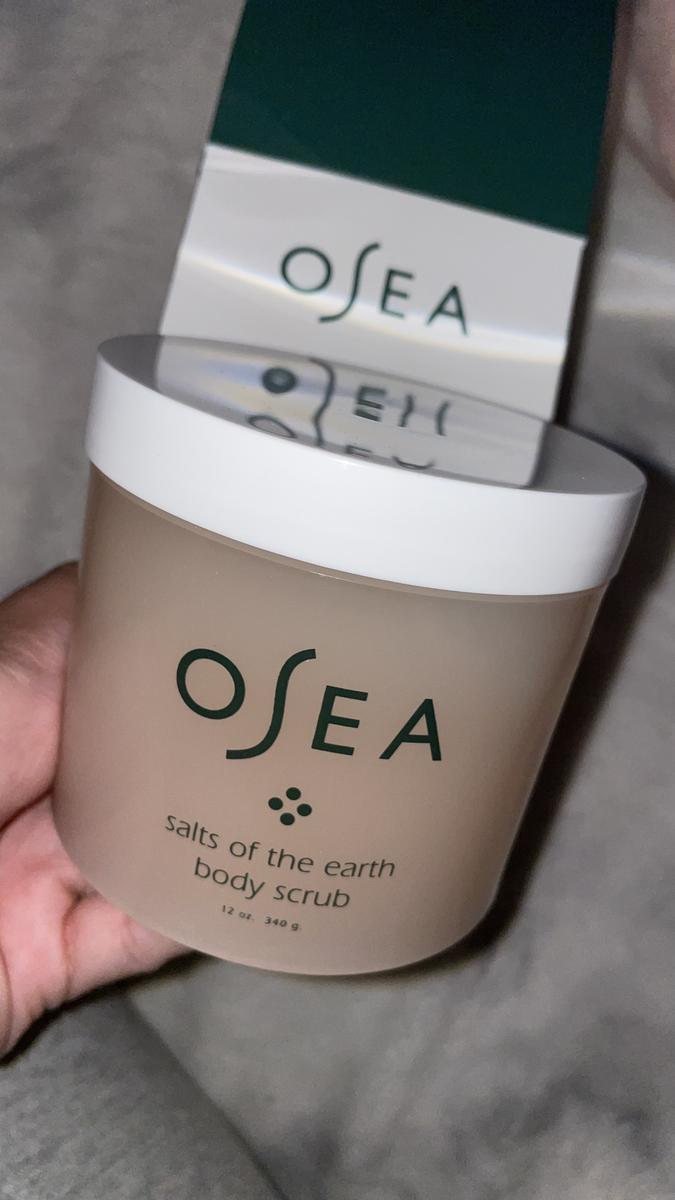 OSEA
OSEA
salts of the earth
body scrub
12 oz. 340 g.